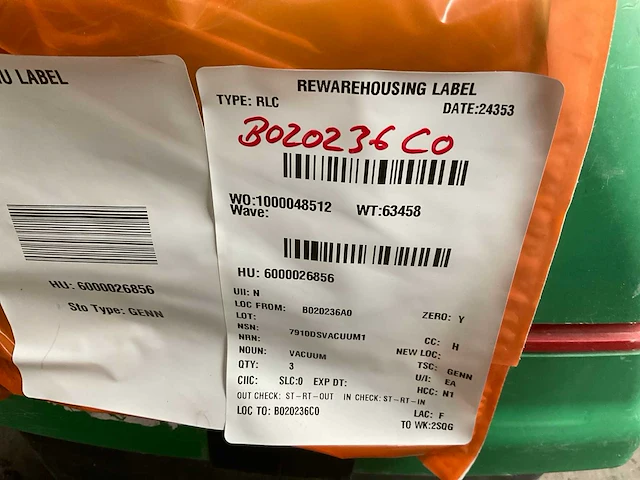 HU LABEL
HU: 6000026856
Sto Type: GENN
REWAREHOUSING LABEL
TYPE: RLC DATE:24353
B020236C0
WO:1000048512 WT:63458
Wave:
HU: 6000026856
UII: N
LOC FROM: B020236A0 ZERO: Y
LOT:
NSN: 7910DSVACUUM1 CC: H
NRN: NEW LOC:
NOUN: VACUUM TSC: GENN
QTY: 3 U/I: EA
CIIC: SLC:0 EXP DT: HCC: N1
OUT CHECK: ST-RT-OUT IN CHECK: ST-RT-IN
LOC TO: B020236C0 LAC: F
TO WK:2SQG